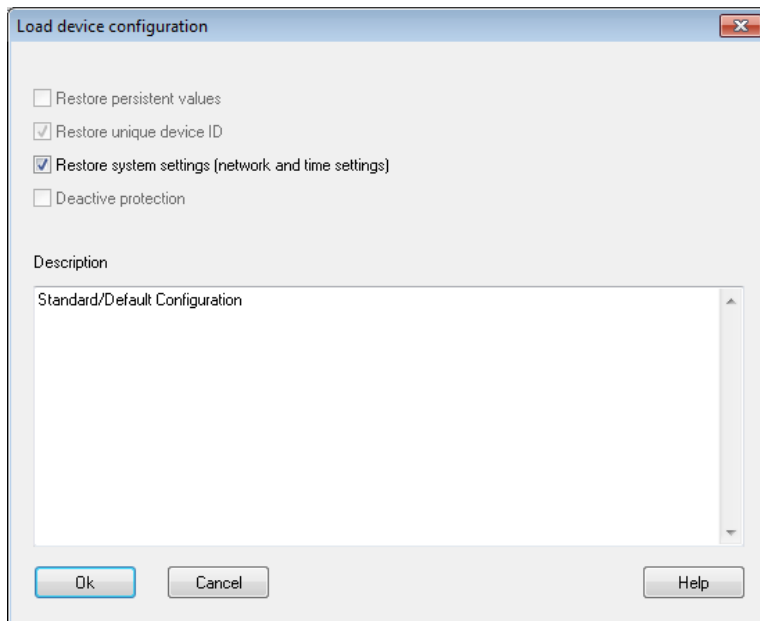 Load device configuration
Restore persistent values
Restore unique device ID
Restore system settings (network and time settings)
Deactive protection
Description
Standard/Default Configuration
Ok
Cancel
Help